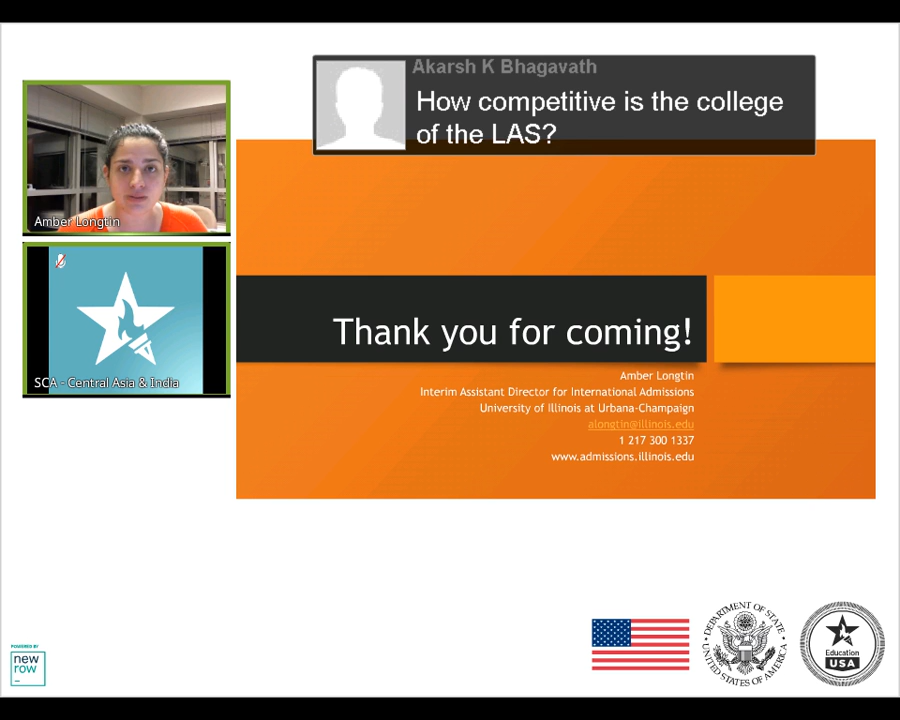 Akarsh K Bhagavath
How competitive is the college
of the LAS?
Amber Longtin
SCA - Central Asia & India
Thank you for coming!
Amber Longtin
Interim Assistant Director for International Admissions
University of Illinois at Urbana-Champaign
alongtin@illinois.edu
1 217 300 1337
www.admissions.illinois.edu
POWERED BY
new
row
DEPARTMENT OF STATE
UNITED STATES OF AMERICA
Education
USA